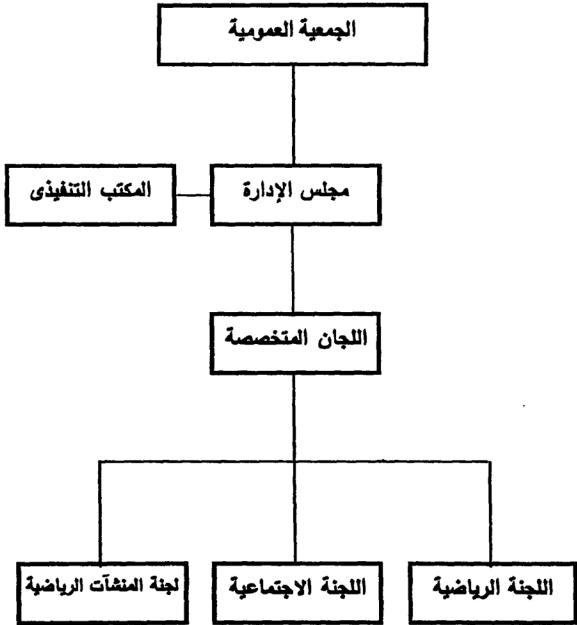 الجمعية العمومية
مجلس الإدارة
المكتب التنفيذى
اللجان المتخصصة
اللجنة الرياضية
اللجنة الاجتماعية
لجنة المنشآت الرياضية